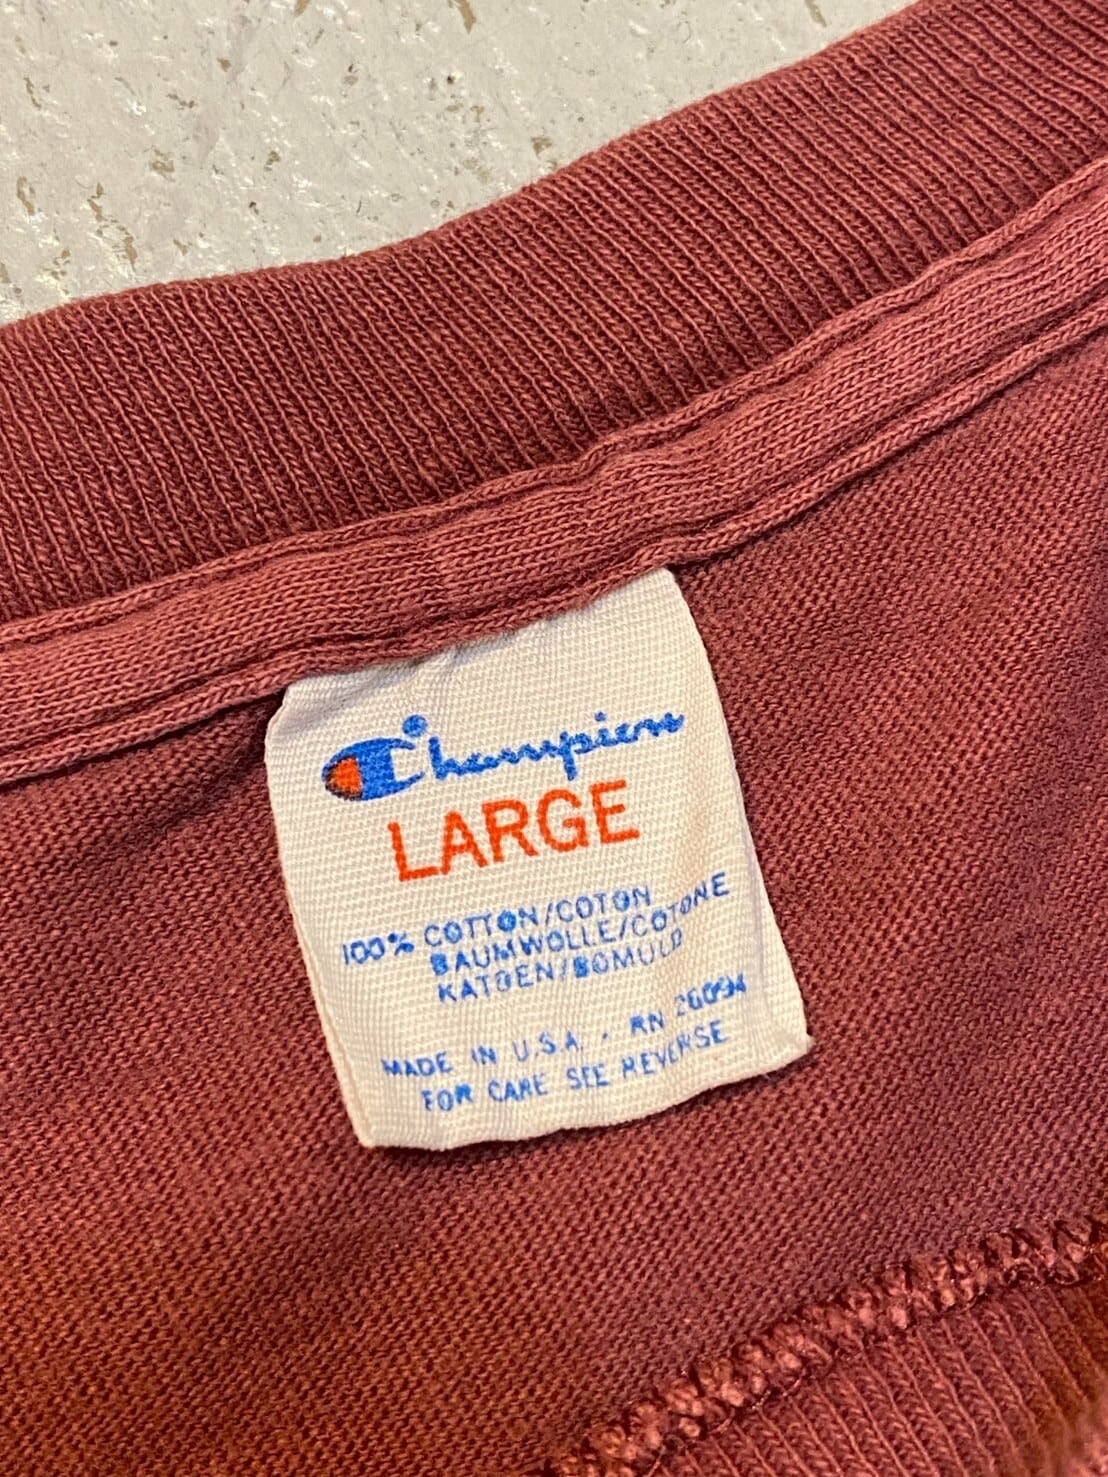 Champion
LARGE
100% COTTON/COTON
BAUMWOLLE/COTONE
KATOEN/BOMULD
MADE IN U.S.A. · RN 26094
FOR CARE SEE REVERSE